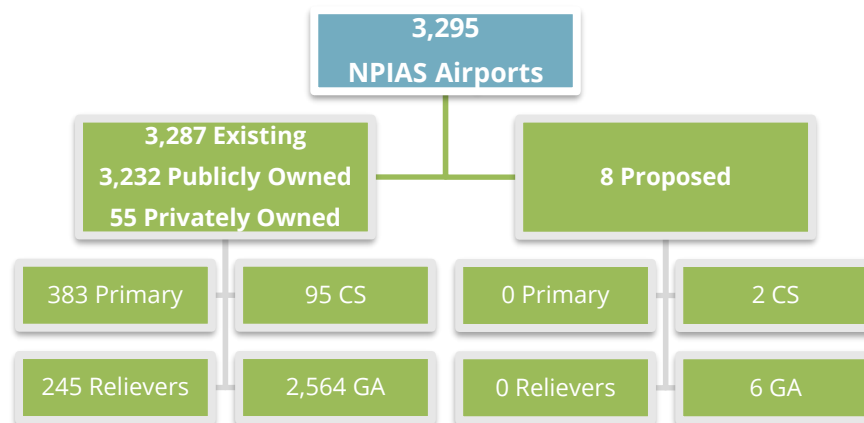 3,295
NPIAS Airports
3,287 Existing
3,232 Publicly Owned
55 Privately Owned
8 Proposed
383 Primary
95 CS
0 Primary
2 CS
245 Relievers
2,564 GA
0 Relievers
6 GA